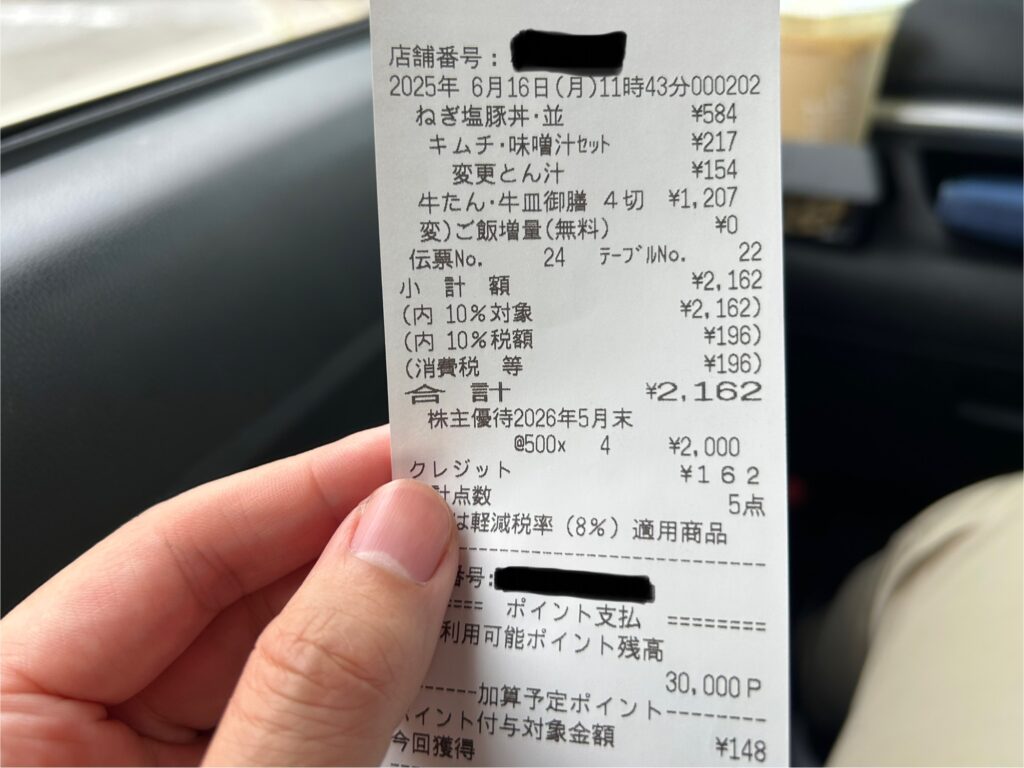 店舗番号：
2025年 6月16日(月)11時43分000202
ねぎ塩豚丼・並 ¥584
キムチ・味噌汁ｾｯﾄ ¥217
変更とん汁 ¥154
牛たん・牛皿御膳 4切 ¥1,207
変)ご飯増量(無料) ¥0
伝票No. 24 ﾃｰﾌﾞﾙNo. 22
小 計 額 ¥2,162
(内 10%対象 ¥2,162)
(内 10%税額 ¥196)
(消費税 等 ¥196)
合 計 ¥2,162
株主優待2026年5月末
@500x 4 ¥2,000
クレジット ¥162
計点数 5点
は軽減税率（8%）適用商品
番号:
==== ポイント支払 ========
利用可能ポイント残高
30,000P
------加算予定ポイント--------
ポイント付与対象金額
¥148
今回獲得